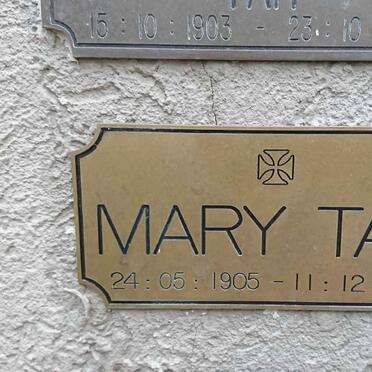 15 : 10 : 1903 - 23 : 10
MARY TA
24 : 05 : 1905 - 11 : 12